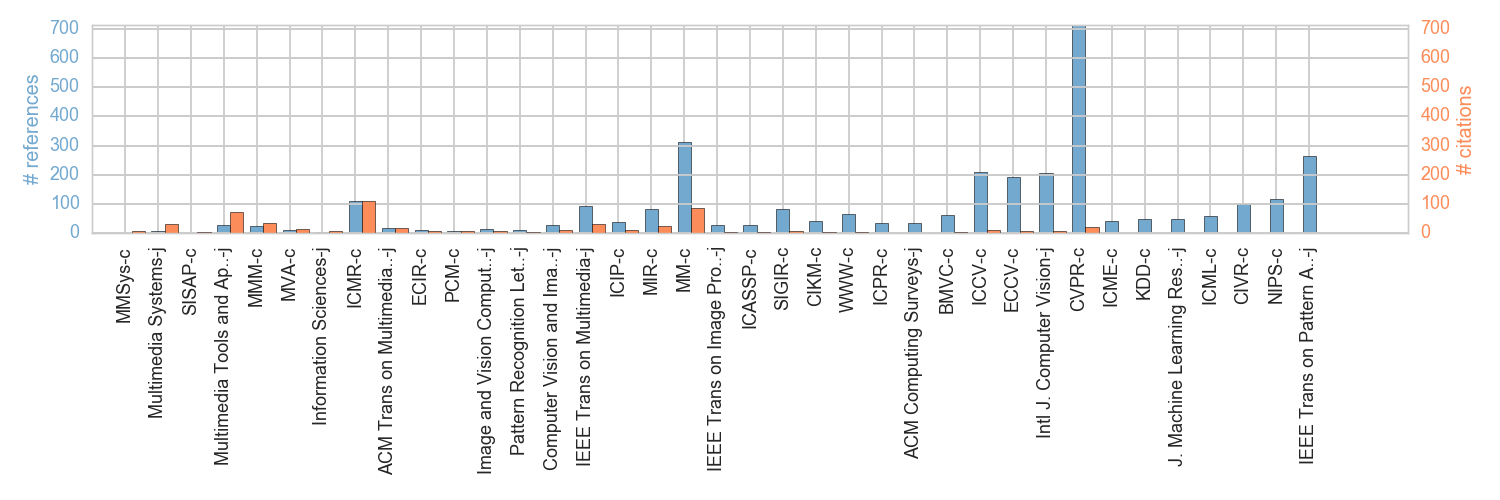 # references
700
600
500
400
300
200
100
0
700
600
500
400
300
200
100
0
# citations
MMSys-c
Multimedia Systems-j
SISAP-c
Multimedia Tools and Ap..-j
MMM-c
MVA-c
Information Sciences-j
ICMR-c
ACM Trans on Multimedia..-j
ECIR-c
PCM-c
Image and Vision Comput..-j
Pattern Recognition Let..-j
Computer Vision and Ima..-j
IEEE Trans on Multimedia-j
ICIP-c
MIR-c
MM-c
IEEE Trans on Image Pro..-j
ICASSP-c
SIGIR-c
CIKM-c
WWW-c
ICPR-c
ACM Computing Surveys-j
BMVC-c
ICCV-c
ECCV-c
Intl J. Computer Vision-j
CVPR-c
ICME-c
KDD-c
J. Machine Learning Res..-j
ICML-c
CIVR-c
NIPS-c
IEEE Trans on Pattern A..-j